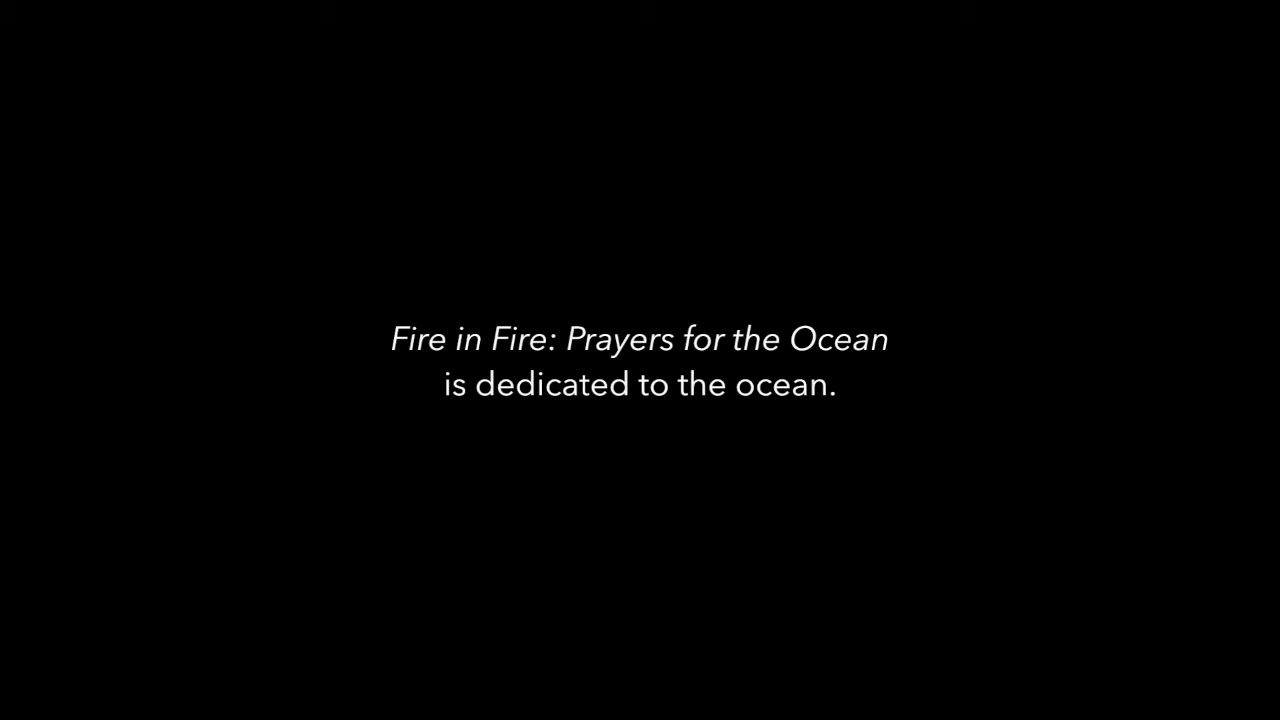 Fire in Fire: Prayers for the Ocean
is dedicated to the ocean.